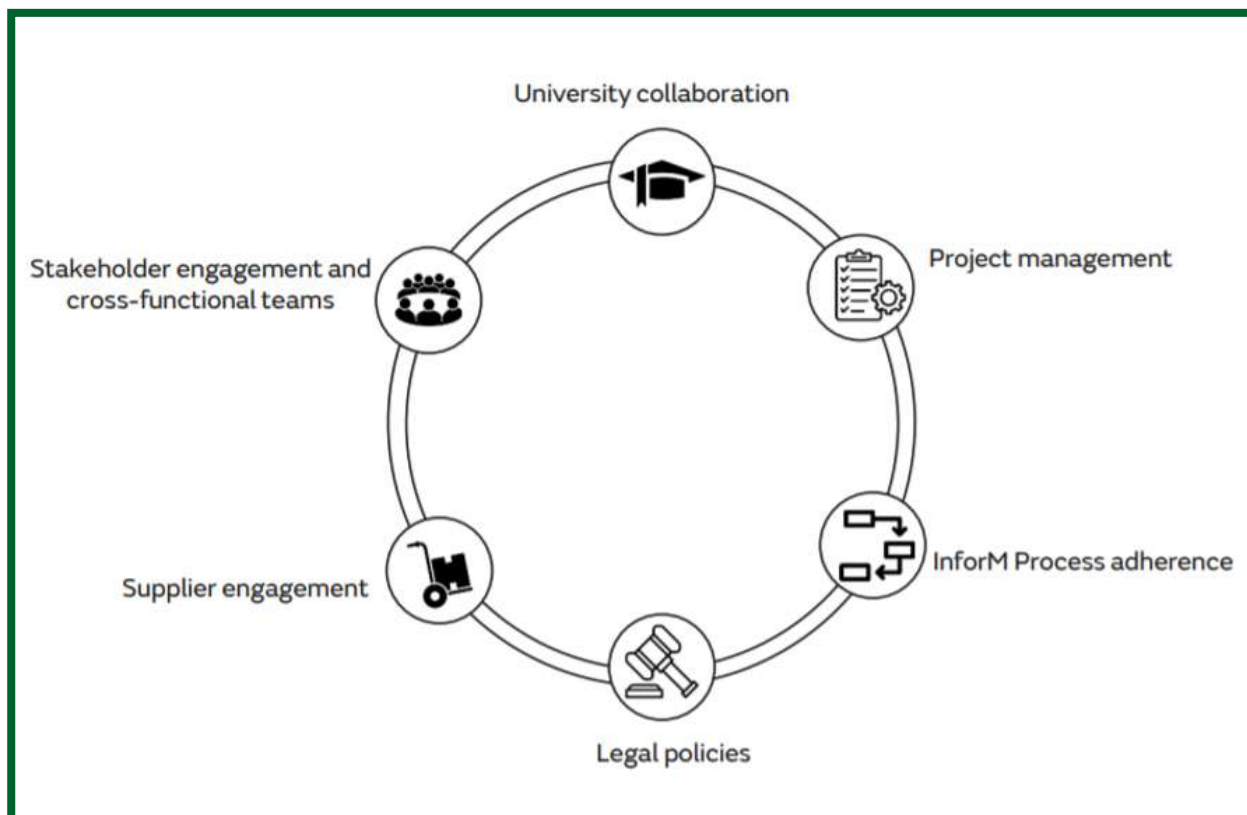 University collaboration
Project management
Stakeholder engagement and
cross-functional teams
InforM Process adherence
Supplier engagement
Legal policies